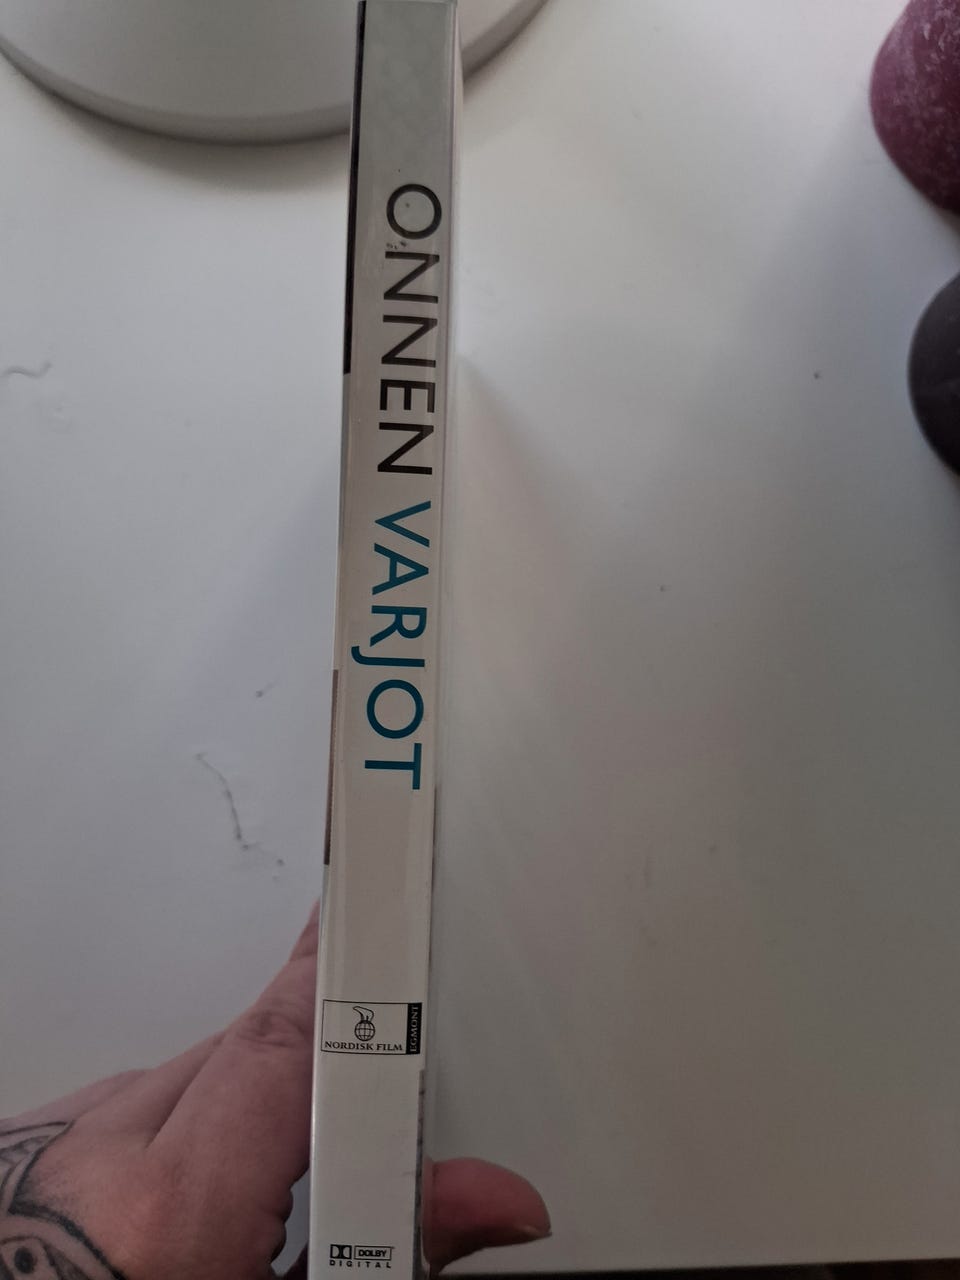 ONNEN VARJOT
NORDISK FILM
EGMONT
DOLBY
DIGITAL